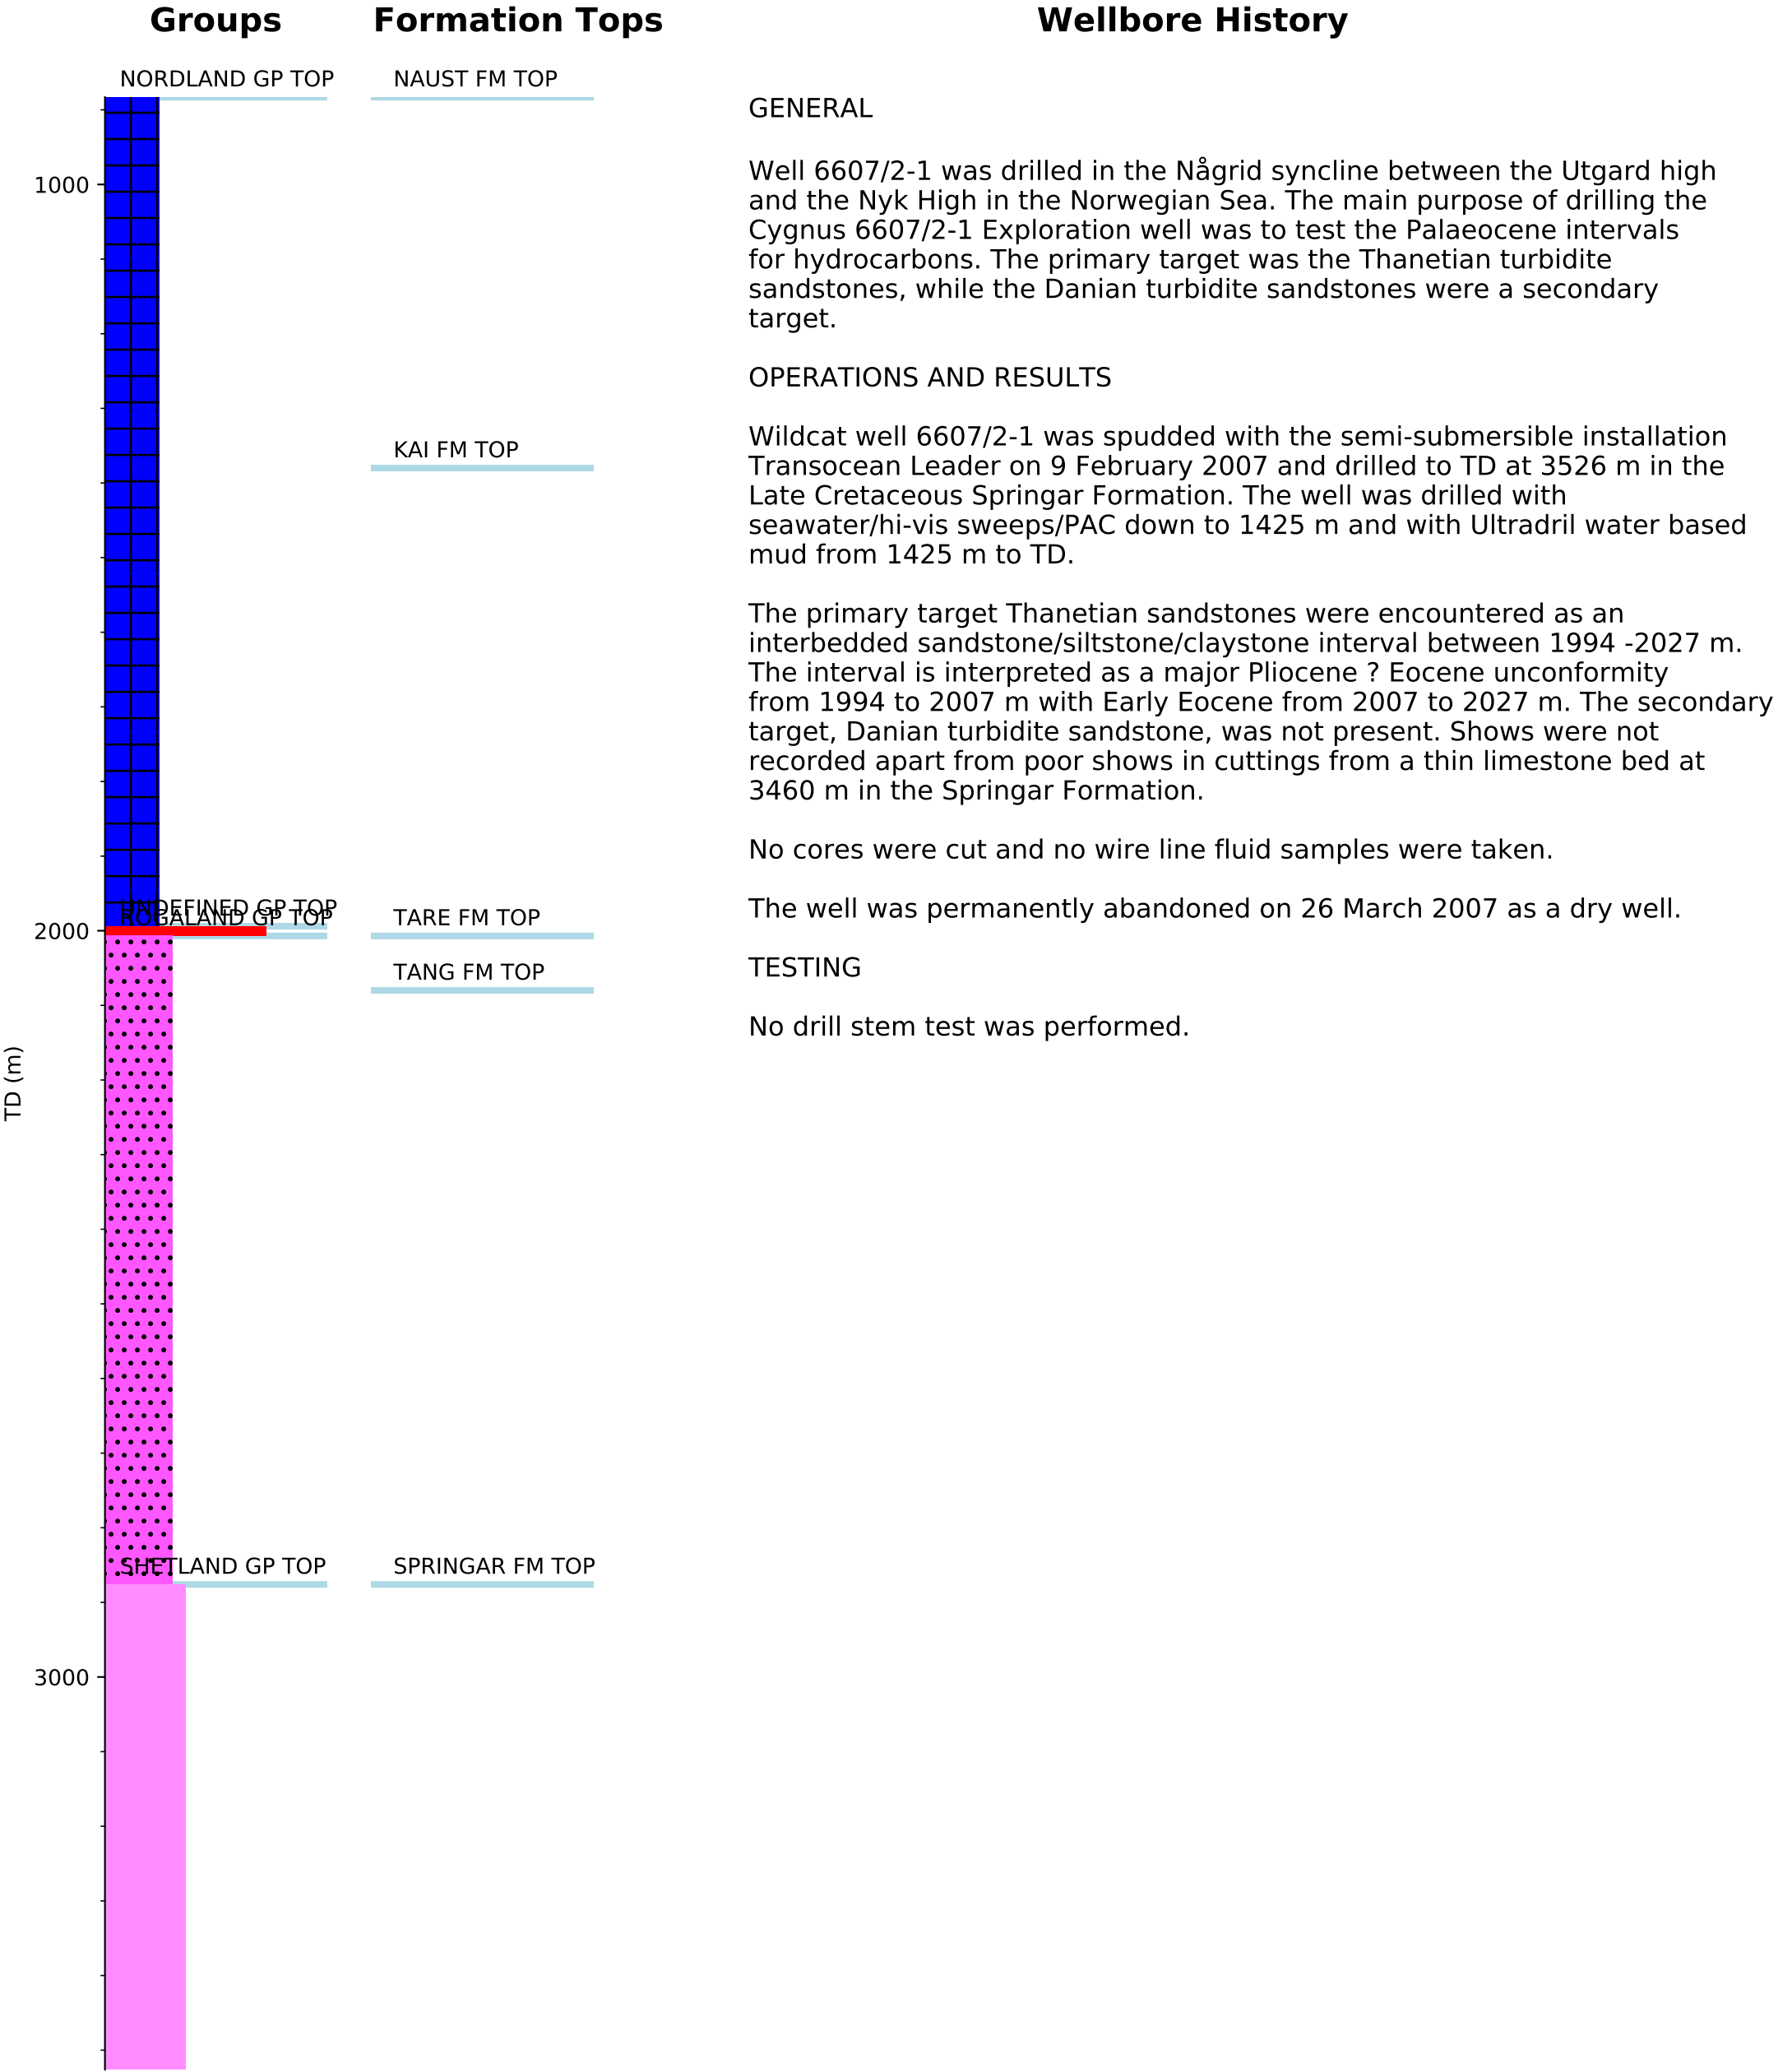 Groups
Formation Tops
Wellbore History
NORDLAND GP TOP
NAUST FM TOP
GENERAL
Well 6607/2-1 was drilled in the Någrid syncline between the Utgard high
and the Nyk High in the Norwegian Sea. The main purpose of drilling the
Cygnus 6607/2-1 Exploration well was to test the Palaeocene intervals
for hydrocarbons. The primary target was the Thanetian turbidite
sandstones, while the Danian turbidite sandstones were a secondary
target.
OPERATIONS AND RESULTS
Wildcat well 6607/2-1 was spudded with the semi-submersible installation
Transocean Leader on 9 February 2007 and drilled to TD at 3526 m in the
Late Cretaceous Springar Formation. The well was drilled with
seawater/hi-vis sweeps/PAC down to 1425 m and with Ultradril water based
mud from 1425 m to TD.
The primary target Thanetian sandstones were encountered as an
interbedded sandstone/siltstone/claystone interval between 1994 -2027 m.
The interval is interpreted as a major Pliocene ? Eocene unconformity
from 1994 to 2007 m with Early Eocene from 2007 to 2027 m. The secondary
target, Danian turbidite sandstone, was not present. Shows were not
recorded apart from poor shows in cuttings from a thin limestone bed at
3460 m in the Springar Formation.
No cores were cut and no wire line fluid samples were taken.
The well was permanently abandoned on 26 March 2007 as a dry well.
TESTING
No drill stem test was performed.
1000
KAI FM TOP
UNDEFINED GP TOP
ROGALAND GP TOP
TARE FM TOP
2000
TANG FM TOP
TD (m)
SHETLAND GP TOP
SPRINGAR FM TOP
3000